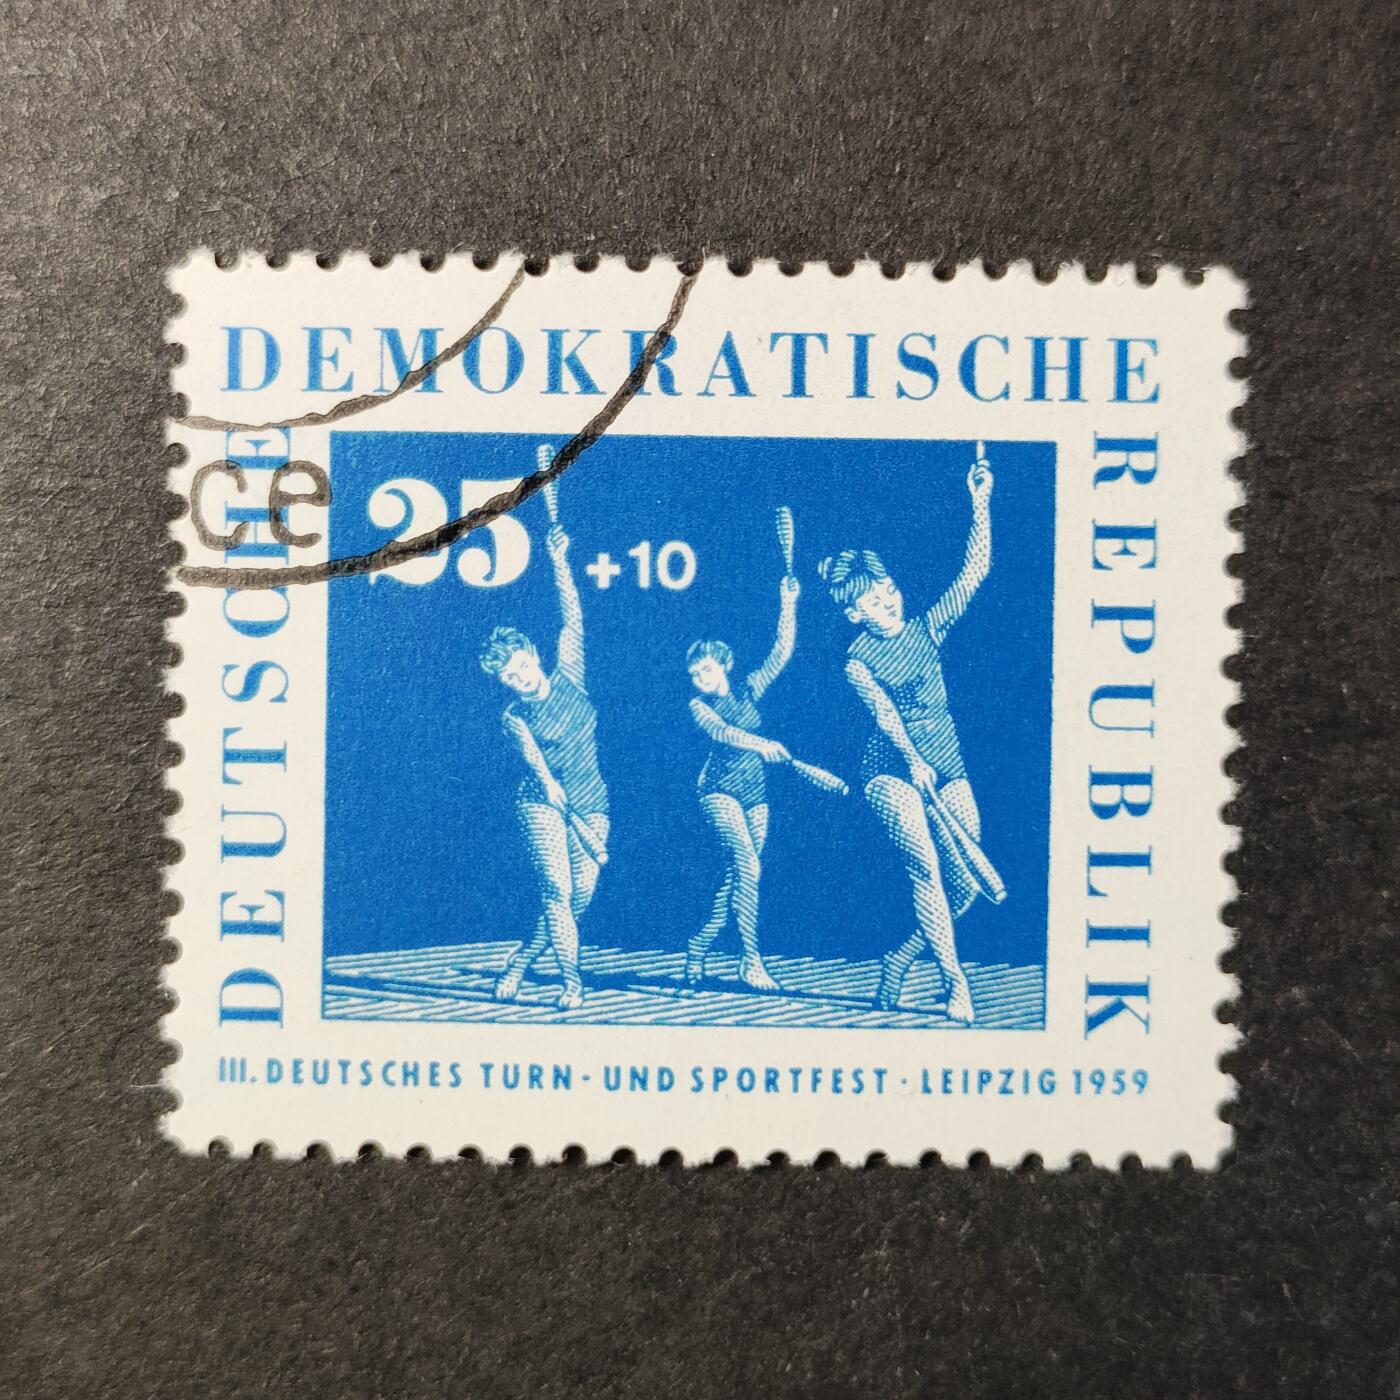 DEUTSCHE
DEMOKRATISCHE
REPUBLIK
25 +10
III. DEUTSCHES TURN- UND SPORTFEST · LEIPZIG 1959